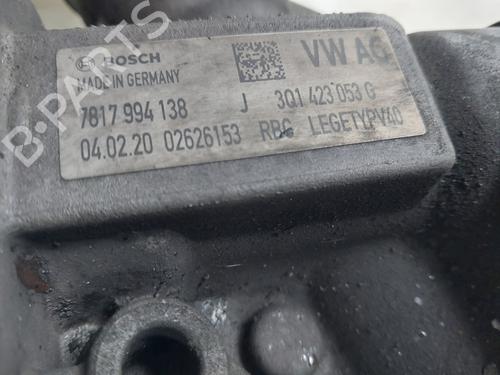 BOSCH VW AG
MADE IN GERMANY
7817 994 138 J 3Q1 423 053 G
04.02.20 02626153 RBG LEGETYPV40
B-PARTS